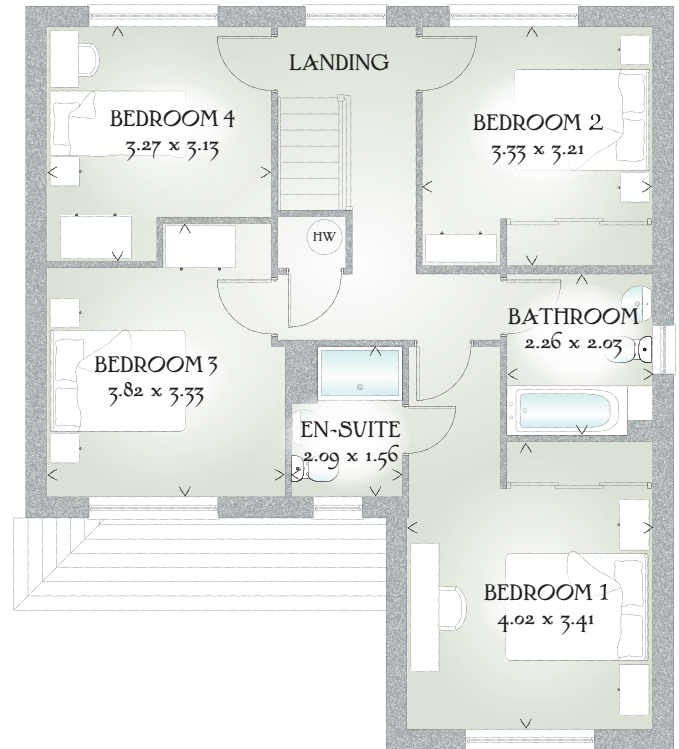 LANDING
BEDROOM 4
3.27 x 3.13
BEDROOM 2
3.33 x 3.21
HW
BATHROOM
2.26 x 2.03
BEDROOM 3
3.82 x 3.33
EN-SUITE
2.09 x 1.56
BEDROOM 1
4.02 x 3.41